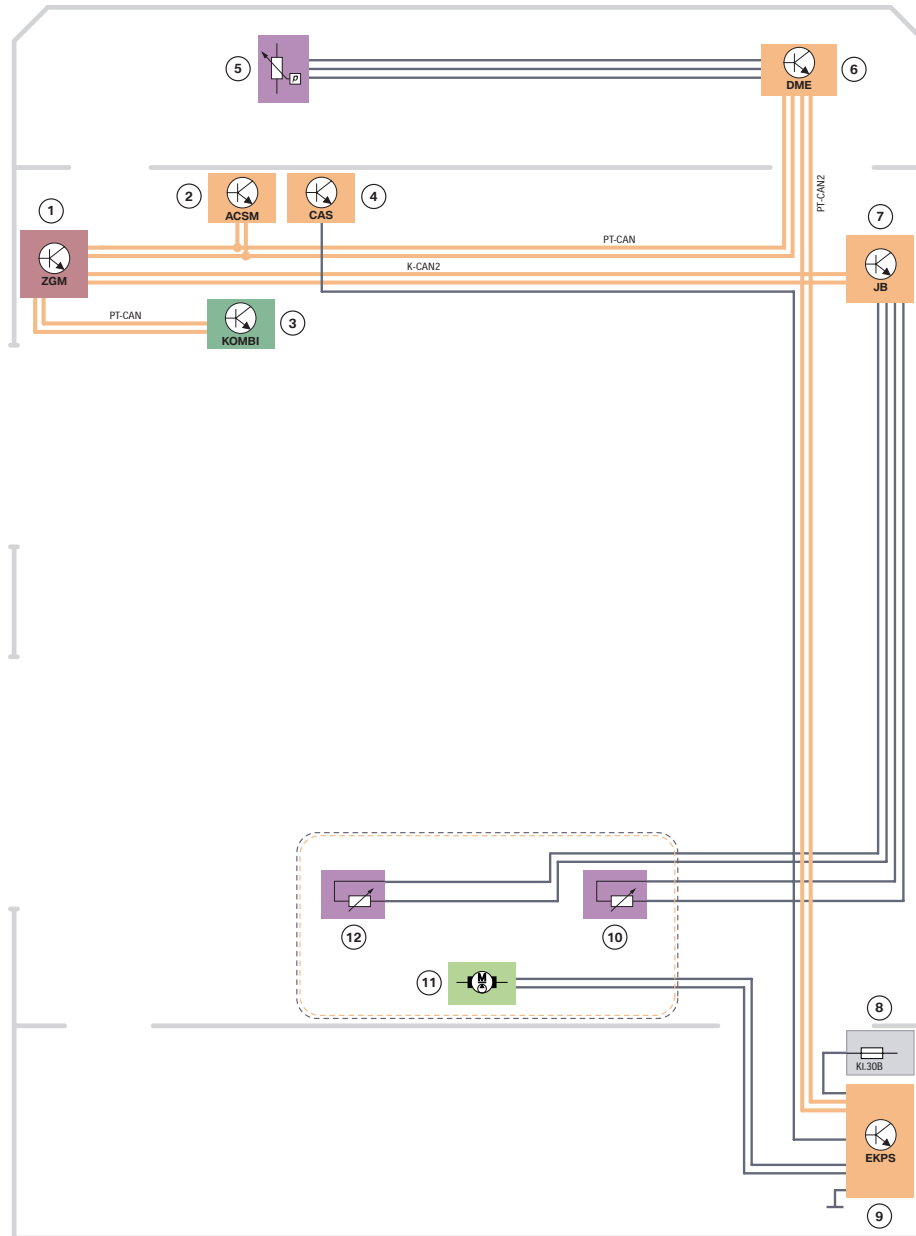 5
p
DME
6
PT-CAN2
2
ACSM
CAS
4
1
ZGM
PT-CAN
K-CAN2
7
JB
PT-CAN
KOMBI
3
12
10
11
M
8
Kl.30B
EKPS
9